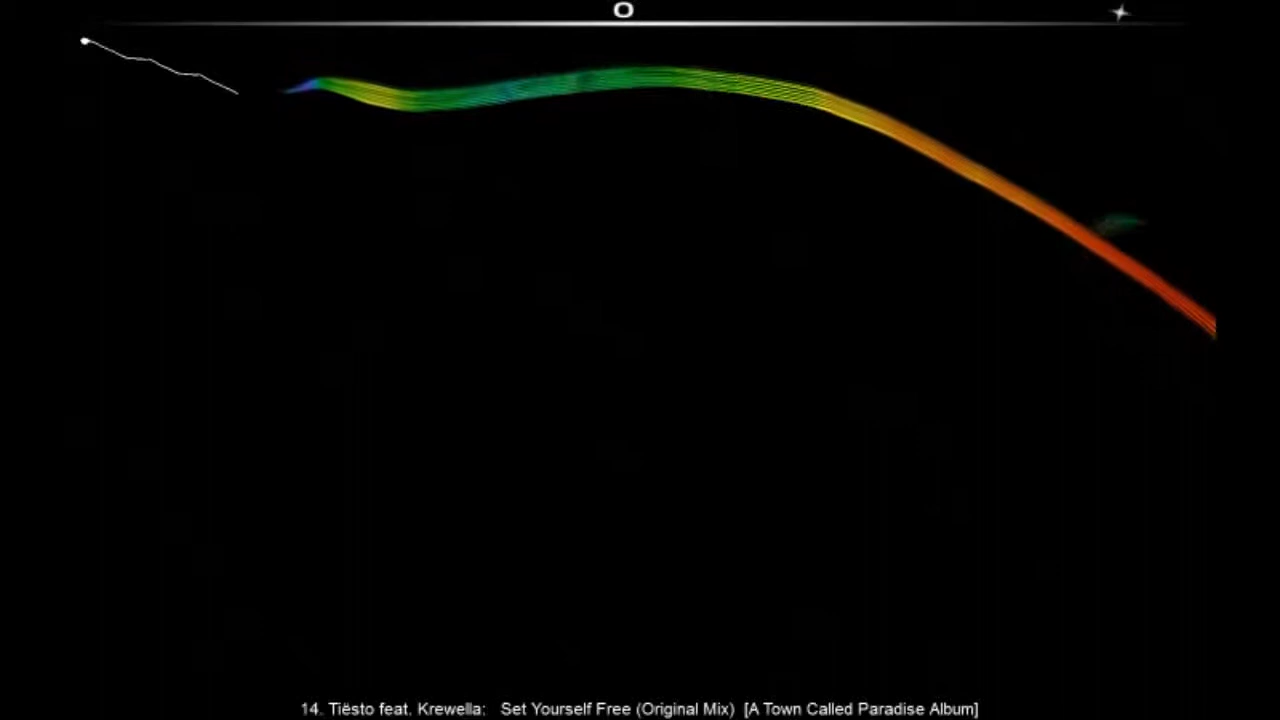 14. Tiësto feat. Krewella: Set Yourself Free (Original Mix) [A Town Called Paradise Album]